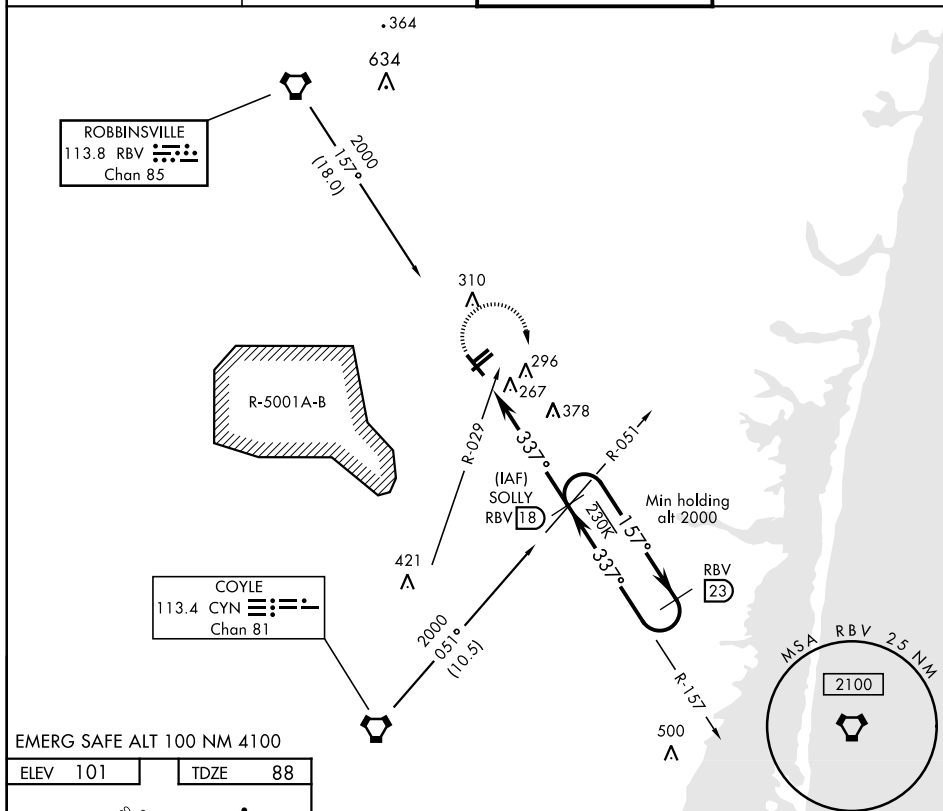 .364
634
ROBBINSVILLE
113.8 RBV
Chan 85
2000
157°
(18.0)
310
296
267
378
R-5001A-B
R-029
337°
R-051
(IAF)
SOLLY
RBV 18
230K
Min holding
alt 2000
157°
337°
RBV
23
421
COYLE
113.4 CYN
Chan 81
2000
051°
(10.5)
R-157
MSA RBV 25 NM
2100
500
EMERG SAFE ALT 100 NM 4100
ELEV 101
TDZE 88